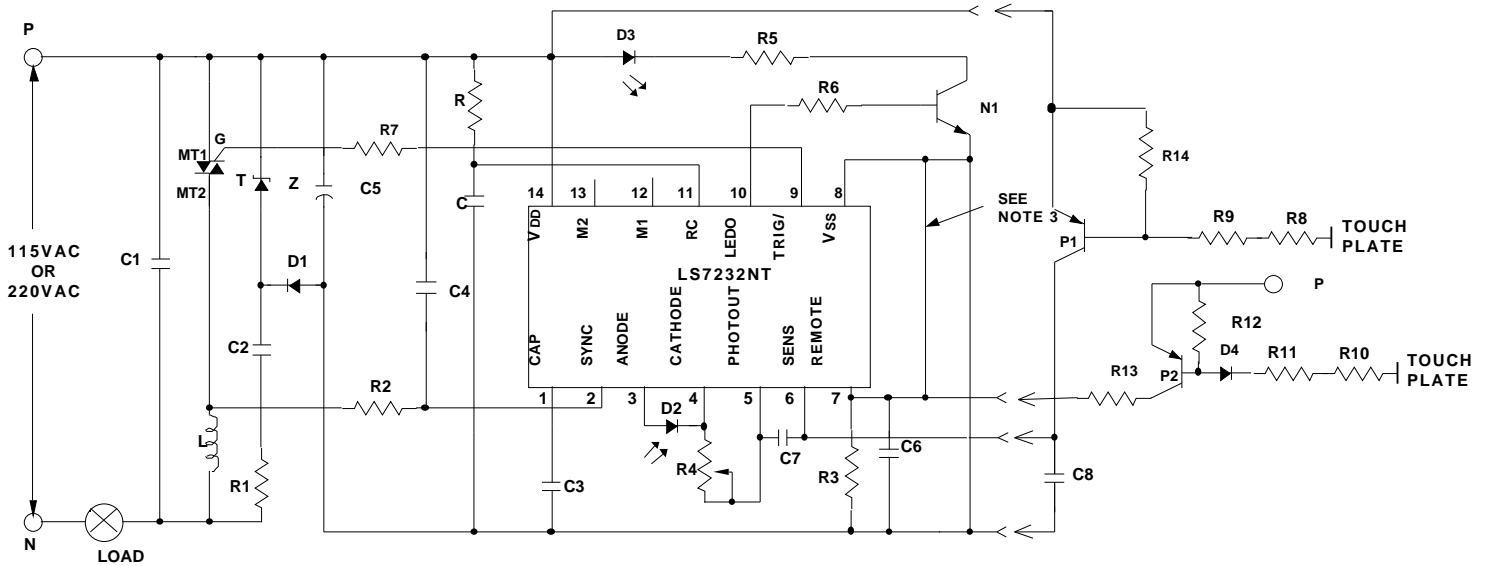 P
D3
R5
R
R6
N1
R7
G
MT1
MT2
T
Z
C5
C
14
13
12
11
10
9
8
SEE
NOTE 3
R14
VDD
M2
M1
RC
LEDO
TRIG/
VSS
LS7232NT
P1
R9
R8
TOUCH
PLATE
115VAC
OR
220VAC
C1
D1
C4
P
R12
C2
CAP
SYNC
ANODE
CATHODE
PHOTOUT
SENS
REMOTE
D4
R11
R10
TOUCH
PLATE
P2
R13
R2
1
2
3
4
5
6
7
D2
L
R4
C7
C6
R3
R1
C3
C8
N
LOAD